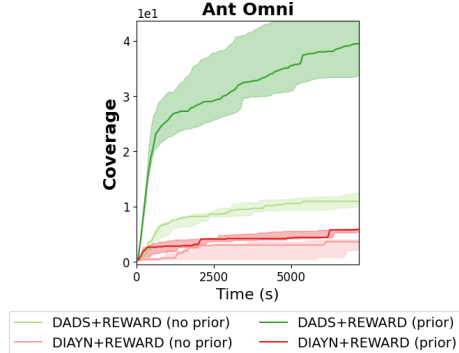 Ant Omni
1e1
4
3
2
1
0
Coverage
0
2500
5000
Time (s)
DADS+REWARD (no prior)
DADS+REWARD (prior)
DIAYN+REWARD (no prior)
DIAYN+REWARD (prior)